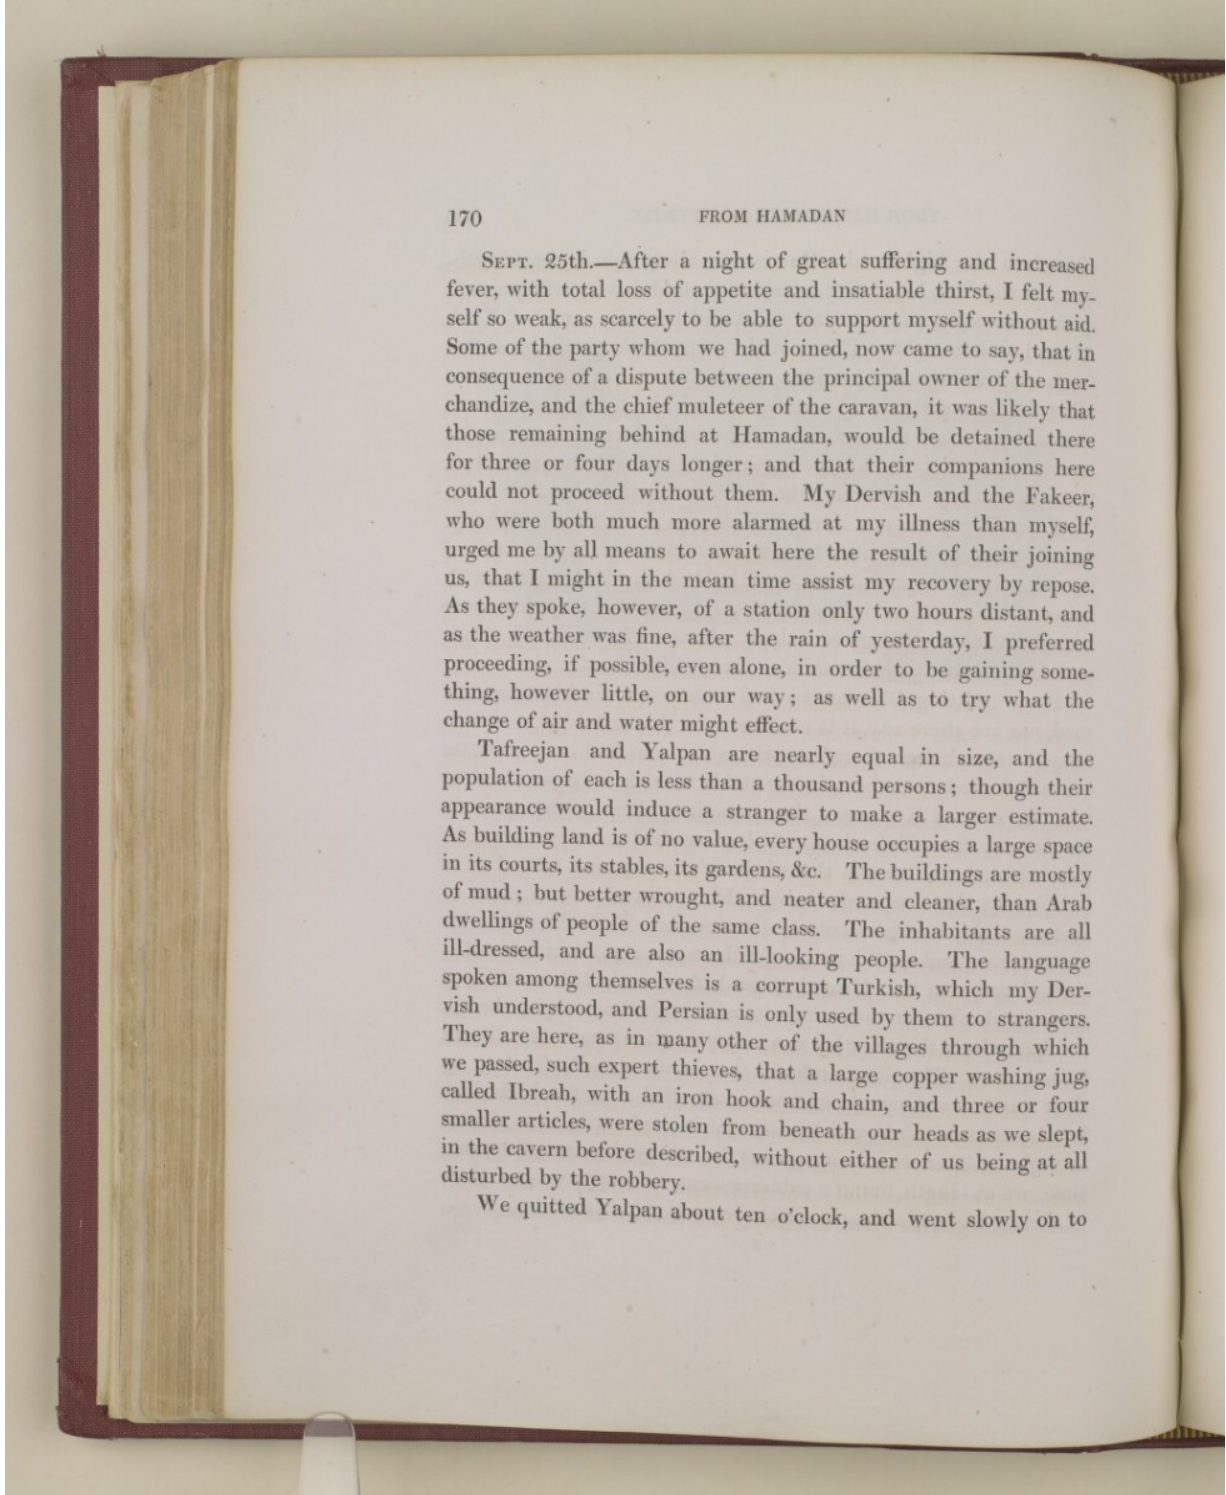 170
FROM HAMADAN
SEPT. 25th.—After a night of great suffering and increased
fever, with total loss of appetite and insatiable thirst, I felt my-
self so weak, as scarcely to be able to support myself without aid.
Some of the party whom we had joined, now came to say, that in
consequence of a dispute between the principal owner of the mer-
chandize, and the chief muleteer of the caravan, it was likely that
those remaining behind at Hamadan, would be detained there
for three or four days longer; and that their companions here
could not proceed without them. My Dervish and the Fakeer,
who were both much more alarmed at my illness than myself,
urged me by all means to await here the result of their joining
us, that I might in the mean time assist my recovery by repose.
As they spoke, however, of a station only two hours distant, and
as the weather was fine, after the rain of yesterday, I preferred
proceeding, if possible, even alone, in order to be gaining some-
thing, however little, on our way; as well as to try what the
change of air and water might effect.
Tafreejan and Yalpan are nearly equal in size, and the
population of each is less than a thousand persons; though their
appearance would induce a stranger to make a larger estimate.
As building land is of no value, every house occupies a large space
in its courts, its stables, its gardens, &c. The buildings are mostly
of mud; but better wrought, and neater and cleaner, than Arab
dwellings of people of the same class. The inhabitants are all
ill-dressed, and are also an ill-looking people. The language
spoken among themselves is a corrupt Turkish, which my Der-
vish understood, and Persian is only used by them to strangers.
They are here, as in many other of the villages through which
we passed, such expert thieves, that a large copper washing jug,
called Ibreah, with an iron hook and chain, and three or four
smaller articles, were stolen from beneath our heads as we slept,
in the cavern before described, without either of us being at all
disturbed by the robbery.
We quitted Yalpan about ten o'clock, and went slowly on to